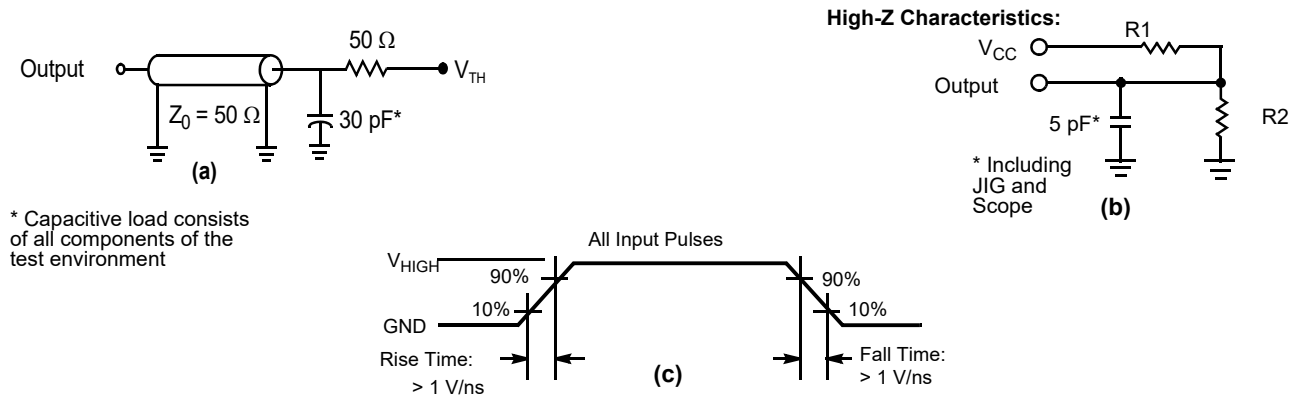 High-Z Characteristics:
50 Ω
R1
V_CC
Output
V_TH
Output
Z_0 = 50 Ω
30 pF*
5 pF*
R2
(a)
* Including
JIG and
Scope
(b)
* Capacitive load consists
of all components of the
test environment
All Input Pulses
V_HIGH
90%
90%
10%
10%
GND
Rise Time:
> 1 V/ns
(c)
Fall Time:
> 1 V/ns